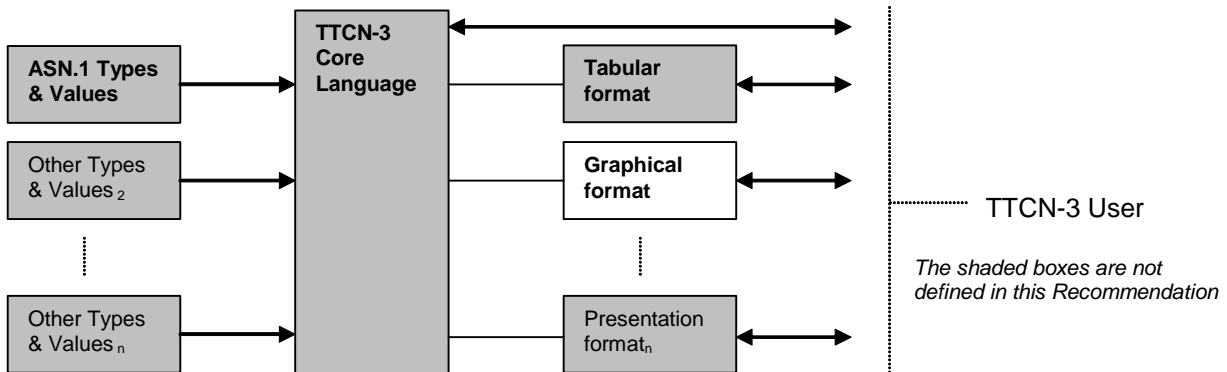 TTCN-3
Core
Language
ASN.1 Types
& Values
Tabular
format
Other Types
& Values 2
Graphical
format
TTCN-3 User
The shaded boxes are not
defined in this Recommendation
Other Types
& Values n
Presentation
formatn